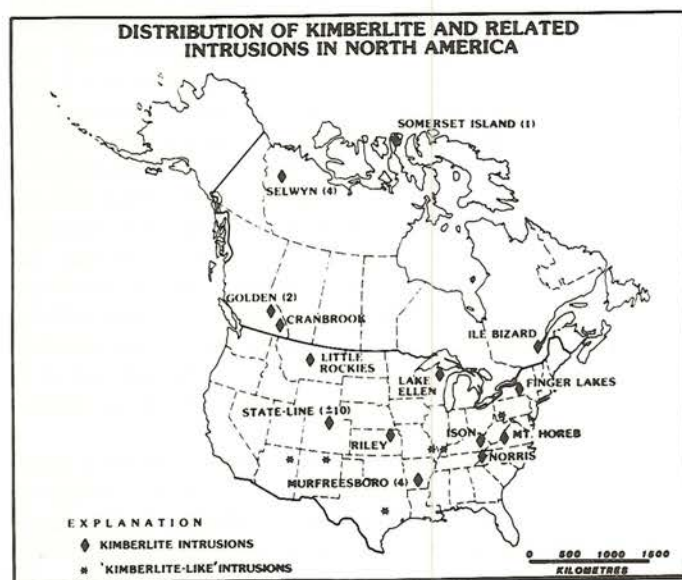 DISTRIBUTION OF KIMBERLITE AND RELATED
INTRUSIONS IN NORTH AMERICA
SOMERSET ISLAND (1)
SELWYN (4)
GOLDEN (2)
CRANBROOK
ILE BIZARD
LITTLE
ROCKIES
LAKE
ELLEN
FINGER LAKES
STATE-LINE (±10)
RILEY
ISON
MT. HOREB
NORRIS
MURFREESBORO (4)
EXPLANATION
KIMBERLITE INTRUSIONS
'KIMBERLITE-LIKE' INTRUSIONS
0 500 1000 1500
KILOMETRES